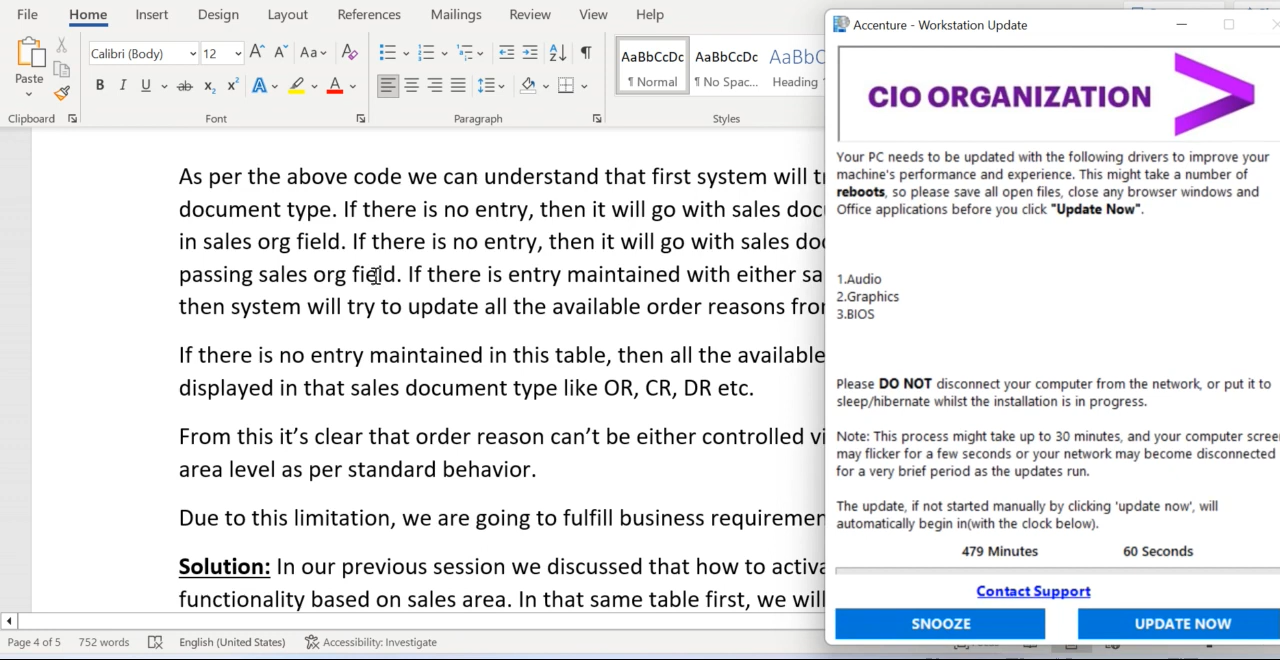 File Home Insert Design Layout References Mailings Review View Help
Calibri (Body) 12 Aa
AaBbCcDc AaBbCcDc AaBbC
Paste ¶ Normal ¶ No Spac... Heading
B I U ab x₂ x² A A
Clipboard Font Paragraph Styles
As per the above code we can understand that first system will
document type. If there is no entry, then it will go with sales
in sales org field. If there is no entry, then it will go with sales
passing sales org field. If there is entry maintained with either
then system will try to update all the available order reasons
If there is no entry maintained in this table, then all the available
displayed in that sales document type like OR, CR, DR etc.
From this it’s clear that order reason can’t be either controlled
area level as per standard behavior.
Due to this limitation, we are going to fulfill business
Solution: In our previous session we discussed that how to
functionality based on sales area. In that same table first, we
Page 4 of 5 752 words English (United States) Accessibility: Investigate
Accenture - Workstation Update
CIO ORGANIZATION
Your PC needs to be updated with the following drivers to improve your
machine's performance and experience. This might take a number of
reboots, so please save all open files, close any browser windows and
Office applications before you click "Update Now".
1.Audio
2.Graphics
3.BIOS
Please DO NOT disconnect your computer from the network, or put it to
sleep/hibernate whilst the installation is in progress.
Note: This process might take up to 30 minutes, and your computer screen
may flicker for a few seconds or your network may become disconnected
for a very brief period as the updates run.
The update, if not started manually by clicking 'update now', will
automatically begin in(with the clock below).
479 Minutes 60 Seconds
Contact Support
SNOOZE UPDATE NOW